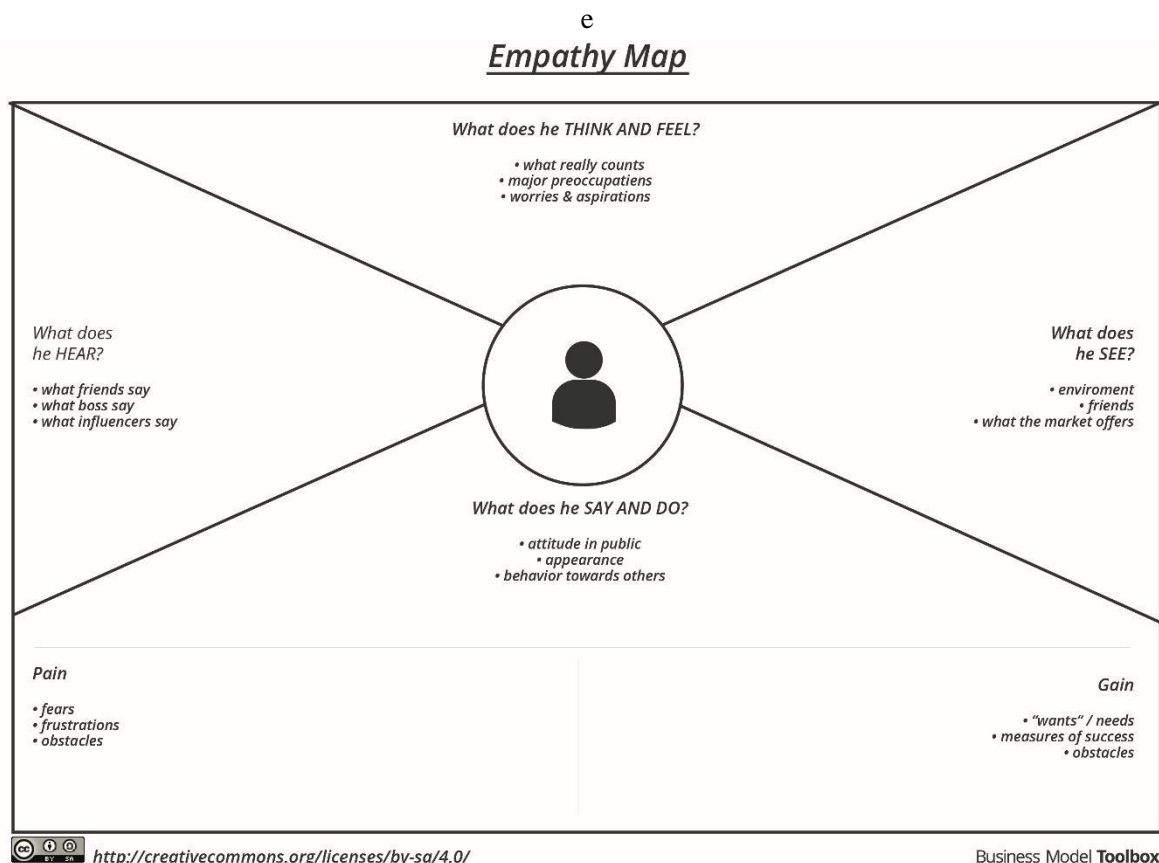 e
Empathy Map
What does he THINK AND FEEL?
• what really counts
• major preoccupatiens
• worries & aspirations
What does
he HEAR?
• what friends say
• what boss say
• what influencers say
What does
he SEE?
• enviroment
• friends
• what the market offers
What does he SAY AND DO?
• attitude in public
• appearance
• behavior towards others
Pain
• fears
• frustrations
• obstacles
Gain
• “wants” / needs
• measures of success
• obstacles
cc BY SA
http://creativecommons.org/licenses/by-sa/4.0/
Business Model Toolbox